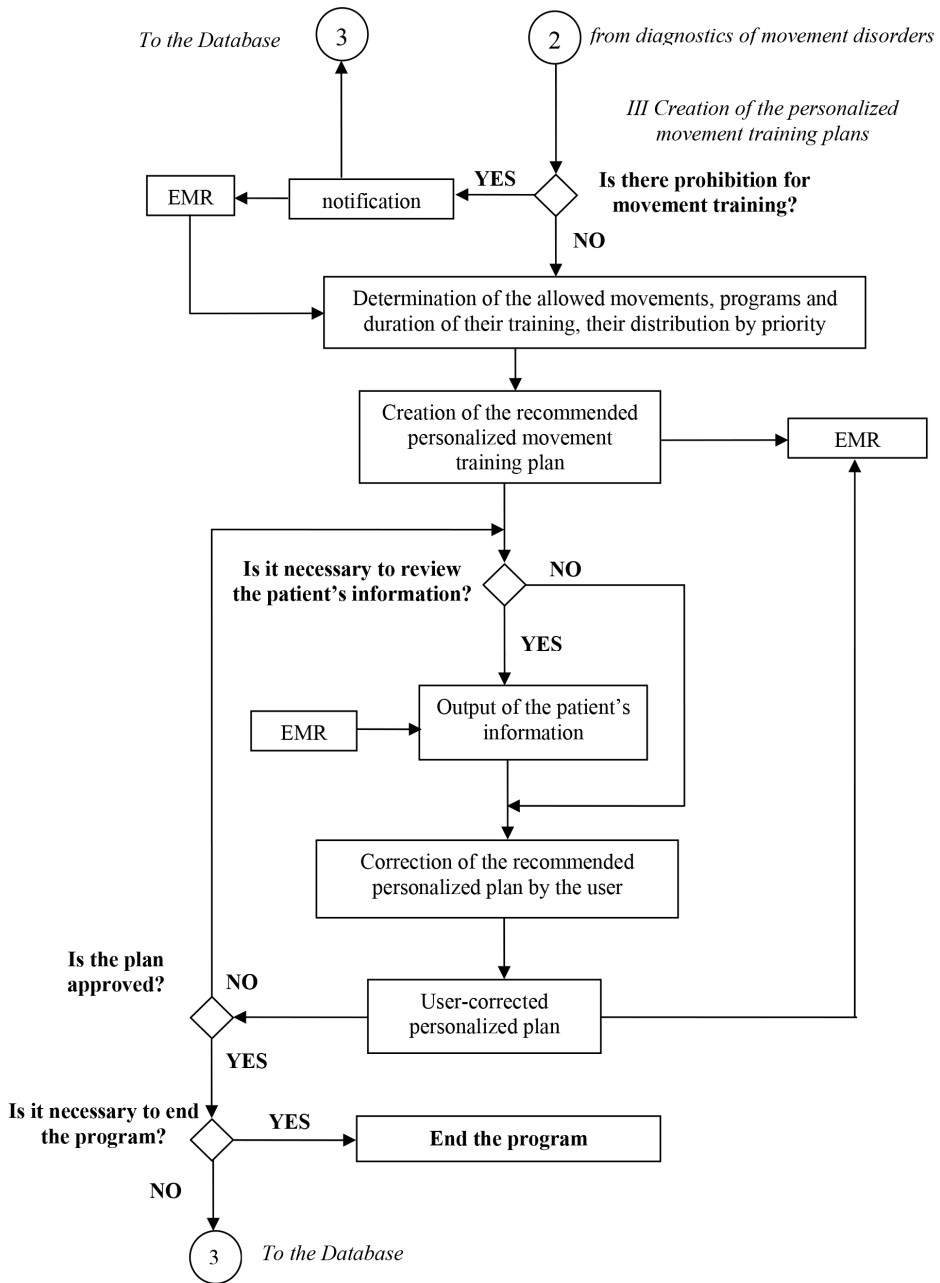 To the Database
3
2
from diagnostics of movement disorders
III Creation of the personalized
movement training plans
YES
Is there prohibition for
movement training?
EMR
notification
NO
Determination of the allowed movements, programs and
duration of their training, their distribution by priority
Creation of the recommended
personalized movement
training plan
EMR
Is it necessary to review
the patient’s information?
NO
YES
Output of the patient’s
information
EMR
Correction of the recommended
personalized plan by the user
Is the plan
approved?
NO
User-corrected
personalized plan
YES
Is it necessary to end
the program?
YES
End the program
NO
3
To the Database